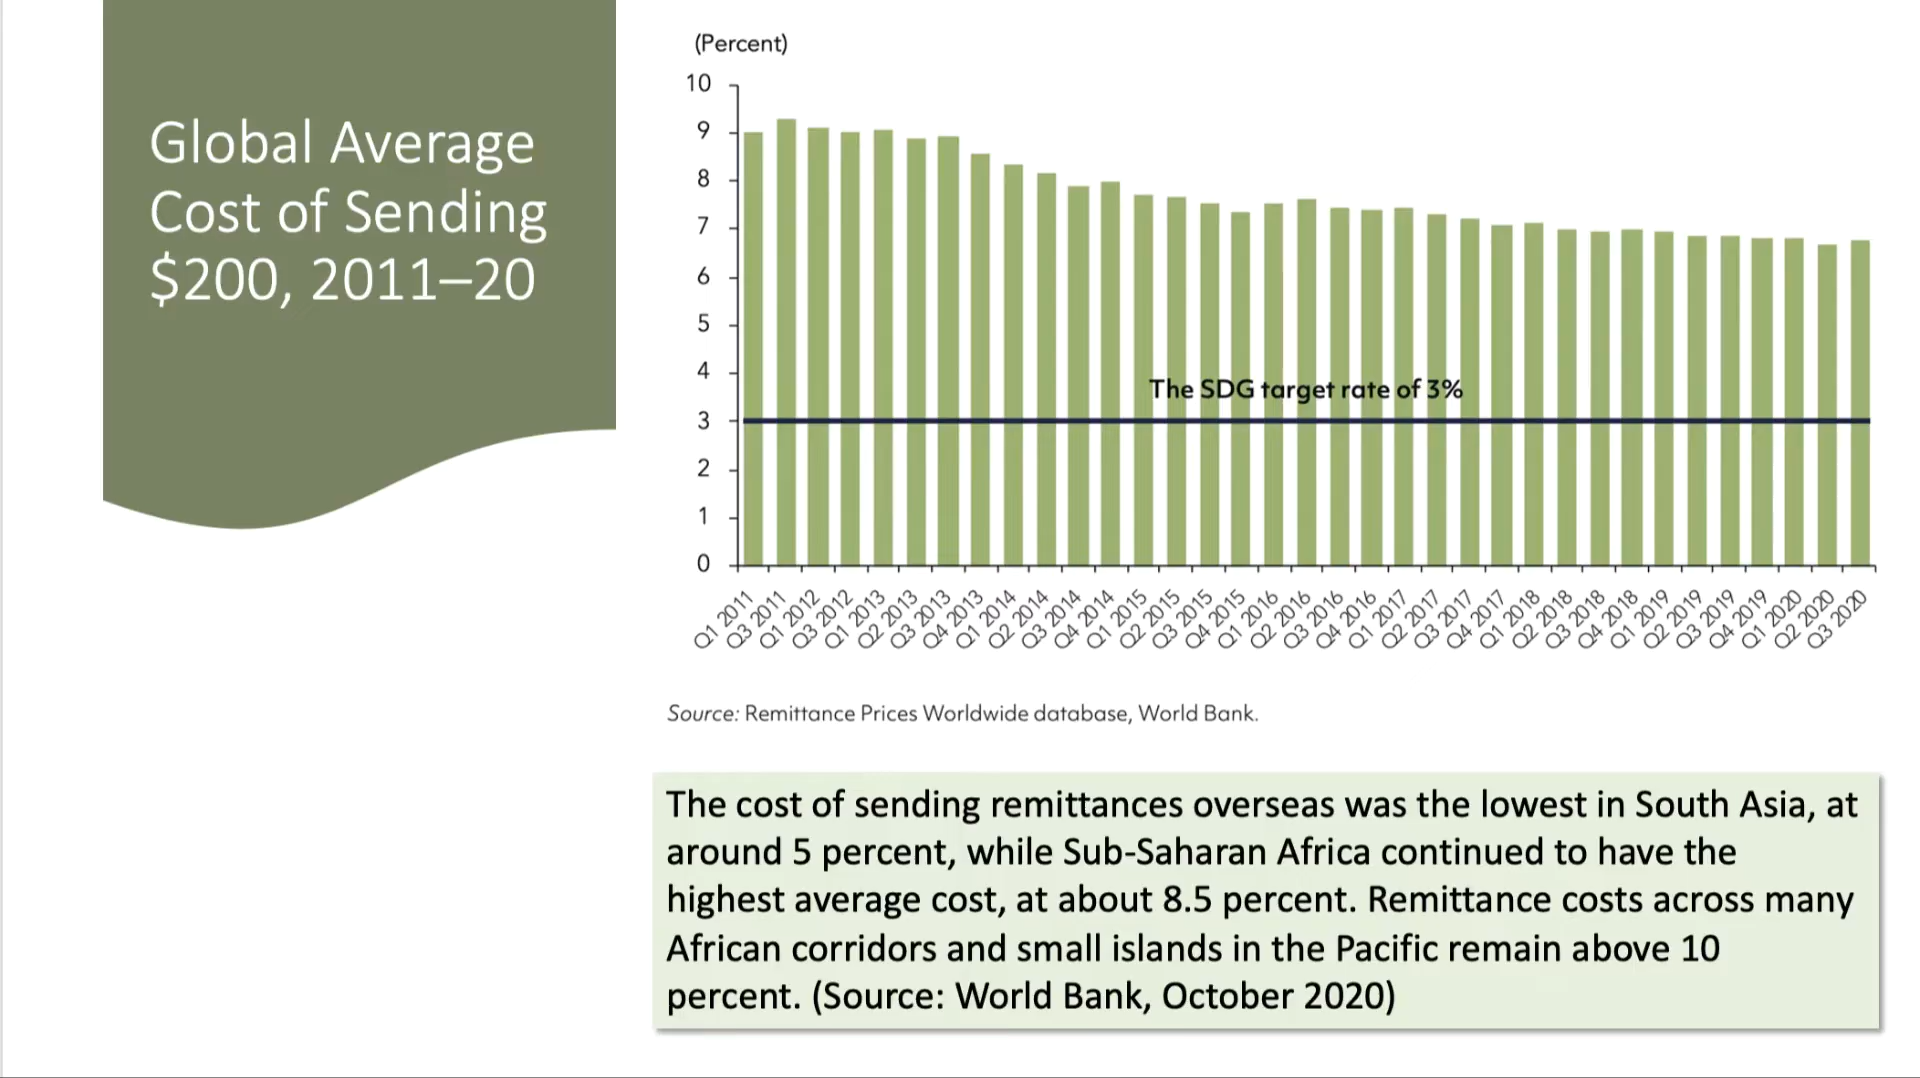 Global Average
Cost of Sending
$200, 2011–20
(Percent)
10
9
8
7
6
5
4
The SDG target rate of 3%
3
2
1
0
Q1 2011
Q3 2011
Q1 2012
Q3 2012
Q1 2013
Q2 2013
Q3 2013
Q4 2013
Q1 2014
Q2 2014
Q3 2014
Q4 2014
Q1 2015
Q2 2015
Q3 2015
Q4 2015
Q1 2016
Q2 2016
Q3 2016
Q4 2016
Q1 2017
Q2 2017
Q3 2017
Q4 2017
Q1 2018
Q2 2018
Q3 2018
Q4 2018
Q1 2019
Q2 2019
Q3 2019
Q4 2019
Q1 2020
Q2 2020
Q3 2020
Source: Remittance Prices Worldwide database, World Bank.
The cost of sending remittances overseas was the lowest in South Asia, at
around 5 percent, while Sub-Saharan Africa continued to have the
highest average cost, at about 8.5 percent. Remittance costs across many
African corridors and small islands in the Pacific remain above 10
percent. (Source: World Bank, October 2020)